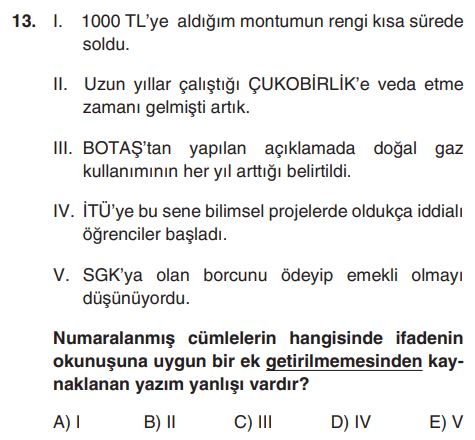 13. I. 1000 TL'ye aldığım montumun rengi kısa sürede
soldu.
II. Uzun yıllar çalıştığı ÇUKOBİRLİK'e veda etme
zamanı gelmişti artık.
III. BOTAŞ'tan yapılan açıklamada doğal gaz
kullanımının her yıl arttığı belirtildi.
IV. İTÜ'ye bu sene bilimsel projelerde oldukça iddialı
öğrenciler başladı.
V. SGK'ya olan borcunu ödeyip emekli olmayı
düşünüyordu.
Numaralanmış cümlelerin hangisinde ifadenin
okunuşuna uygun bir ek getirilmemesinden kay-
naklanan yazım yanlışı vardır?
A) I B) II C) III D) IV E) V